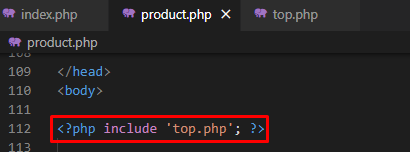 index.php product.php × top.php
product.php
108
109 </head>
110 <body>
111
112 <?php include 'top.php'; ?>